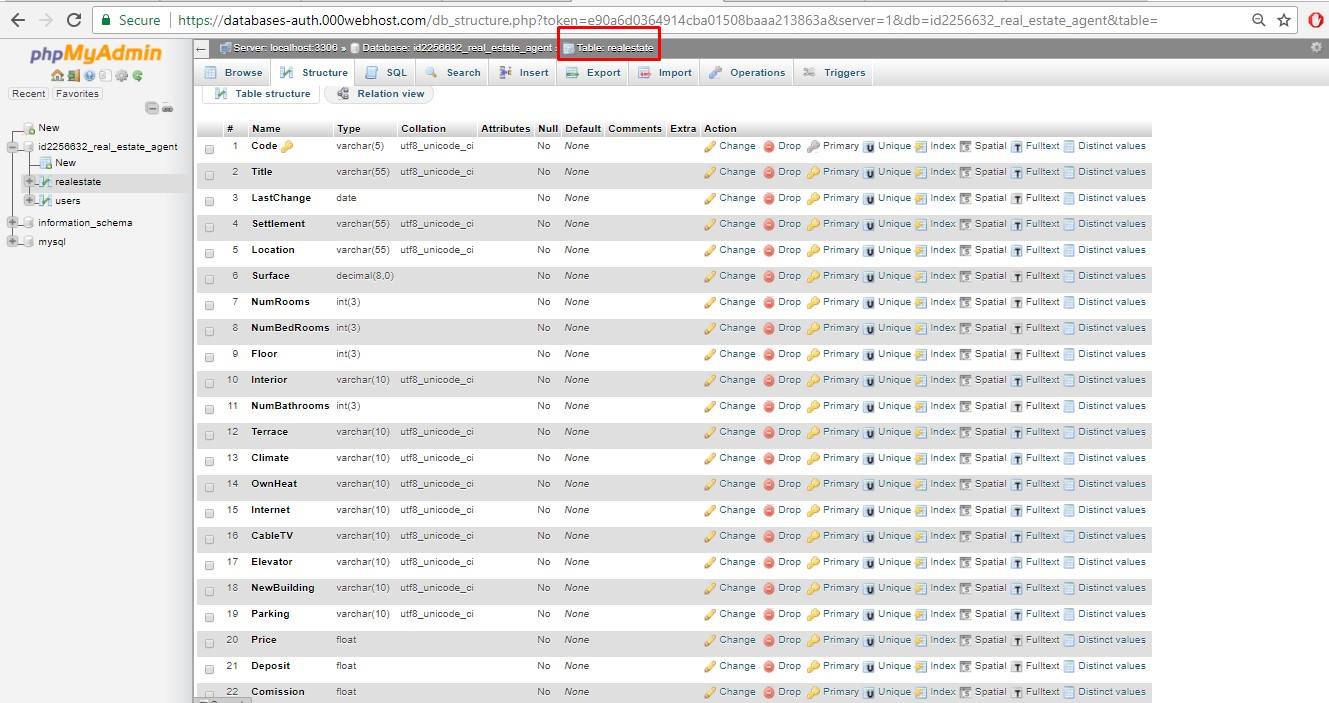 Secure | https://databases-auth.000webhost.com/db_structure.php?token=e90a6d0364914cba01508baaa213863a&server=1&db=id2256632_real_estate_agent&table=
phpMyAdmin
Recent Favorites
New
id2256632_real_estate_agent
New
realestate
users
information_schema
mysql
Server: localhost:3306 » Database: id2256632_real_estate_agent » Table: realestate
Browse Structure SQL Search Insert Export Import Operations Triggers
Table structure Relation view
# Name Type Collation Attributes Null Default Comments Extra Action
1 Code varchar(5) utf8_unicode_ci No None Change Drop Primary Unique Index Spatial Fulltext Distinct values
2 Title varchar(55) utf8_unicode_ci No None Change Drop Primary Unique Index Spatial Fulltext Distinct values
3 LastChange date No None Change Drop Primary Unique Index Spatial Fulltext Distinct values
4 Settlement varchar(55) utf8_unicode_ci No None Change Drop Primary Unique Index Spatial Fulltext Distinct values
5 Location varchar(55) utf8_unicode_ci No None Change Drop Primary Unique Index Spatial Fulltext Distinct values
6 Surface decimal(8,0) No None Change Drop Primary Unique Index Spatial Fulltext Distinct values
7 NumRooms int(3) No None Change Drop Primary Unique Index Spatial Fulltext Distinct values
8 NumBedRooms int(3) No None Change Drop Primary Unique Index Spatial Fulltext Distinct values
9 Floor int(3) No None Change Drop Primary Unique Index Spatial Fulltext Distinct values
10 Interior varchar(10) utf8_unicode_ci No None Change Drop Primary Unique Index Spatial Fulltext Distinct values
11 NumBathrooms int(3) No None Change Drop Primary Unique Index Spatial Fulltext Distinct values
12 Terrace varchar(10) utf8_unicode_ci No None Change Drop Primary Unique Index Spatial Fulltext Distinct values
13 Climate varchar(10) utf8_unicode_ci No None Change Drop Primary Unique Index Spatial Fulltext Distinct values
14 OwnHeat varchar(10) utf8_unicode_ci No None Change Drop Primary Unique Index Spatial Fulltext Distinct values
15 Internet varchar(10) utf8_unicode_ci No None Change Drop Primary Unique Index Spatial Fulltext Distinct values
16 CableTV varchar(10) utf8_unicode_ci No None Change Drop Primary Unique Index Spatial Fulltext Distinct values
17 Elevator varchar(10) utf8_unicode_ci No None Change Drop Primary Unique Index Spatial Fulltext Distinct values
18 NewBuilding varchar(10) utf8_unicode_ci No None Change Drop Primary Unique Index Spatial Fulltext Distinct values
19 Parking varchar(10) utf8_unicode_ci No None Change Drop Primary Unique Index Spatial Fulltext Distinct values
20 Price float No None Change Drop Primary Unique Index Spatial Fulltext Distinct values
21 Deposit float No None Change Drop Primary Unique Index Spatial Fulltext Distinct values
22 Comission float No None Change Drop Primary Unique Index Spatial Fulltext Distinct values